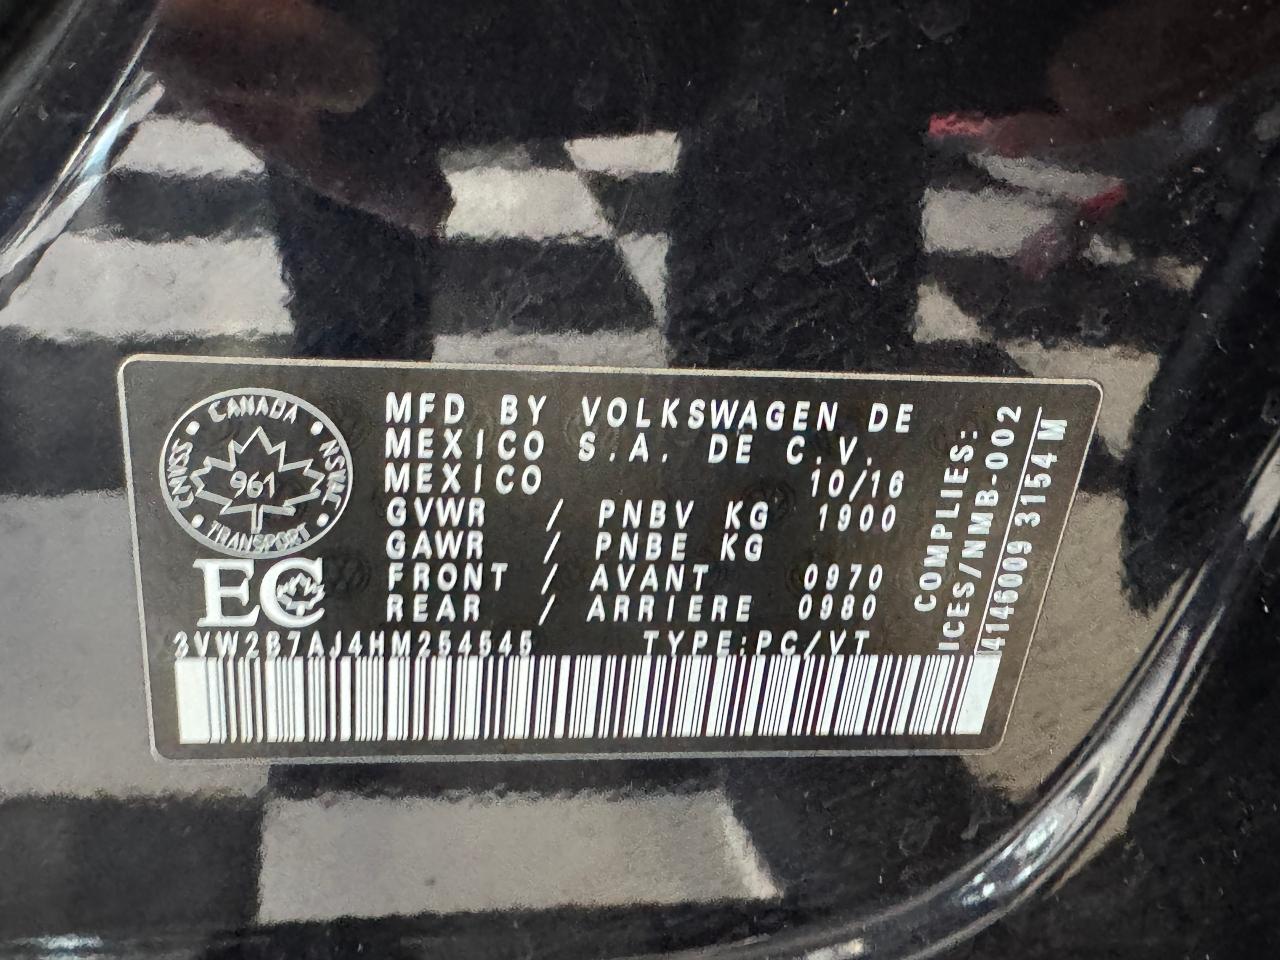 CANADA
961
TRANSPORT
EC
MFD BY VOLKSWAGEN DE
MEXICO S.A. DE C.V.
MEXICO 10/16
GVWR / PNBV KG 1900
GAWR / PNBE KG
FRONT / AVANT 0970
REAR / ARRIERE 0980
3VW2B7AJ4HM254545 TYPE:PC/VT
COMPLIES:
ICES/NMB-002
4146009 3154 M